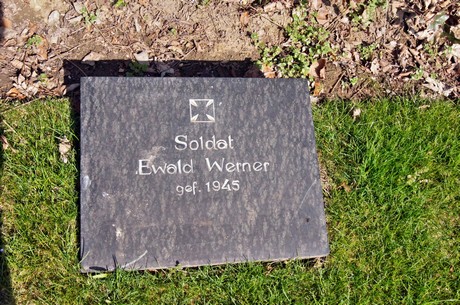 Soldat
Ewald Werner
gef. 1945